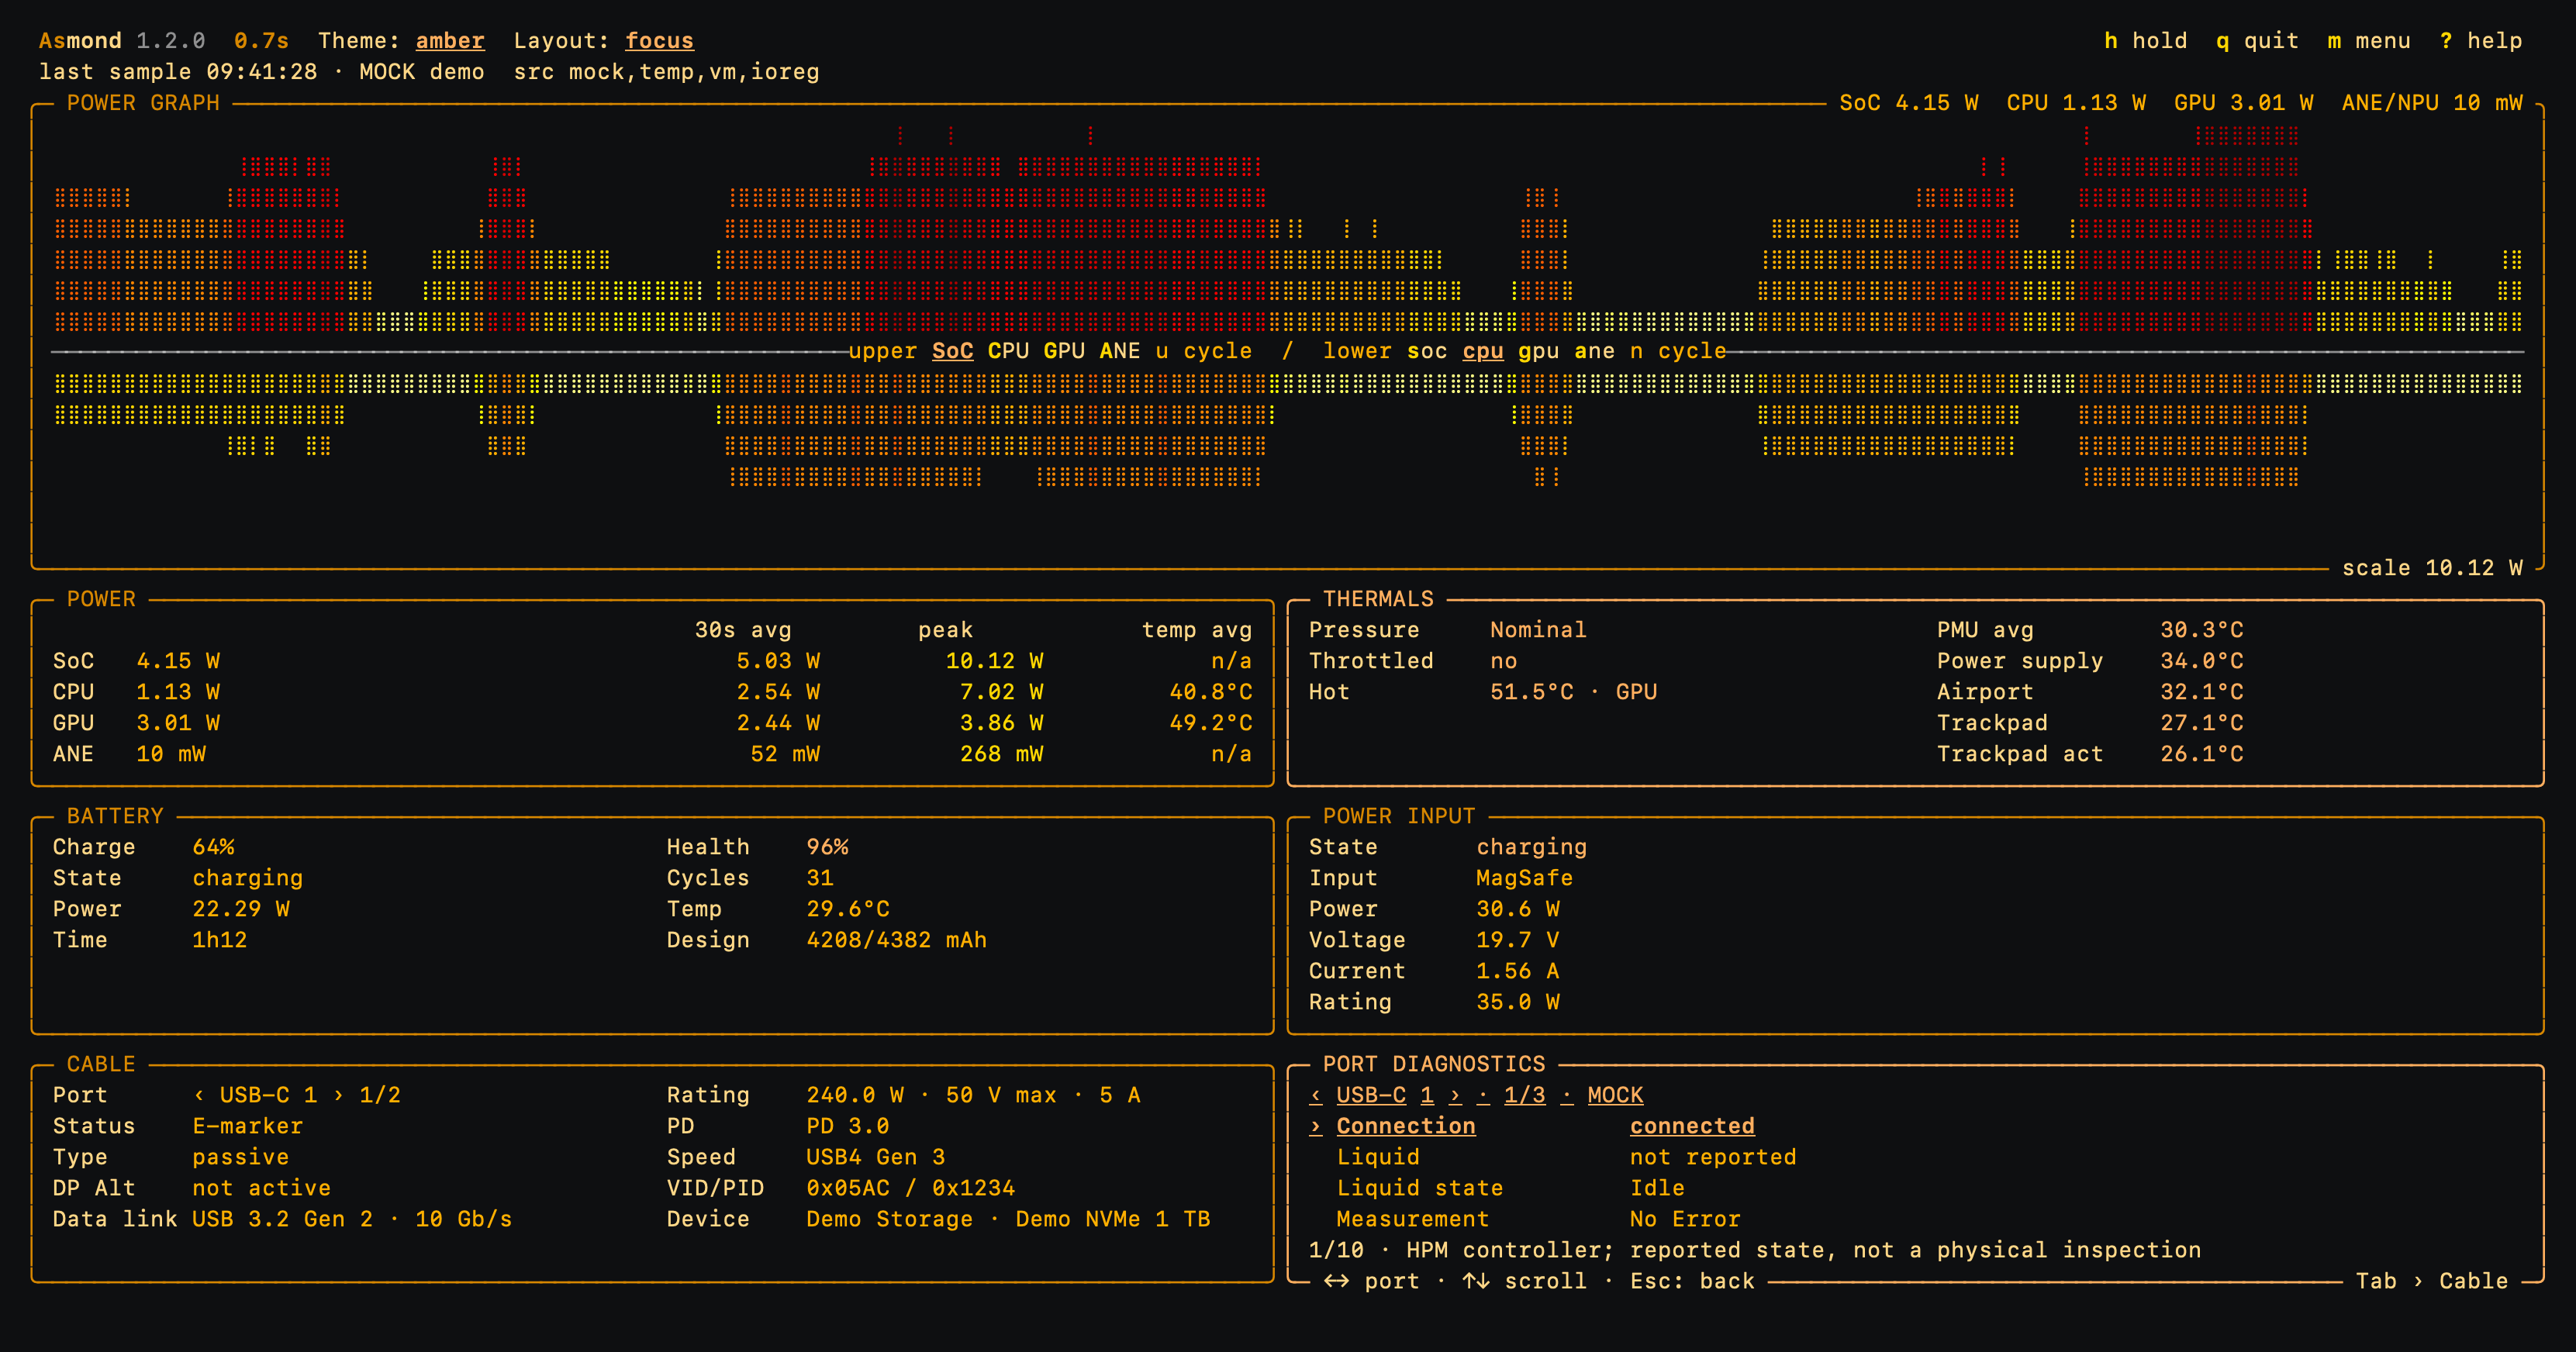 Asmond 1.2.0  0.7s  Theme: amber  Layout: focus  h hold  q quit  m menu  ? help
last sample 09:41:28 · MOCK demo  src mock,temp,vm,ioreg
POWER GRAPH  SoC 4.15 W  CPU 1.13 W  GPU 3.01 W  ANE/NPU 10 mW
upper SoC CPU GPU ANE u cycle  /  lower soc cpu gpu ane n cycle
scale 10.12 W
POWER
30s avg  peak  temp avg
SoC  4.15 W  5.03 W  10.12 W  n/a
CPU  1.13 W  2.54 W  7.02 W  40.8°C
GPU  3.01 W  2.44 W  3.86 W  49.2°C
ANE  10 mW  52 mW  268 mW  n/a
THERMALS
Pressure  Nominal  PMU avg  30.3°C
Throttled  no  Power supply  34.0°C
Hot  51.5°C · GPU  Airport  32.1°C
Trackpad  27.1°C
Trackpad act  26.1°C
BATTERY
Charge  64%  Health  96%
State  charging  Cycles  31
Power  22.29 W  Temp  29.6°C
Time  1h12  Design  4208/4382 mAh
POWER INPUT
State  charging
Input  MagSafe
Power  30.6 W
Voltage  19.7 V
Current  1.56 A
Rating  35.0 W
CABLE
Port  ‹ USB-C 1 › 1/2  Rating  240.0 W · 50 V max · 5 A
Status  E-marker  PD  PD 3.0
Type  passive  Speed  USB4 Gen 3
DP Alt  not active  VID/PID  0x05AC / 0x1234
Data link  USB 3.2 Gen 2 · 10 Gb/s  Device  Demo Storage · Demo NVMe 1 TB
PORT DIAGNOSTICS
‹ USB-C 1 › · 1/3 · MOCK
› Connection  connected
Liquid  not reported
Liquid state  Idle
Measurement  No Error
1/10 · HPM controller; reported state, not a physical inspection
↔ port · ↑↓ scroll · Esc: back  Tab › Cable